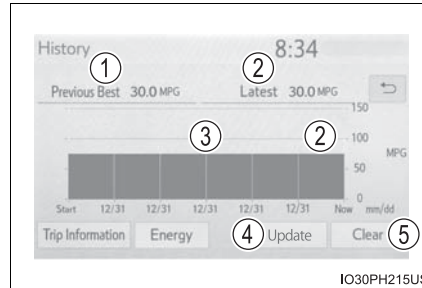 History 8:34
1 2
Previous Best 30.0 MPG Latest 30.0 MPG
150
3 2 100
MPG
50
0
Start 12/31 12/31 12/31 12/31 12/31 Now mm/dd
Trip Information Energy 4 Update Clear 5
IO30PH215US